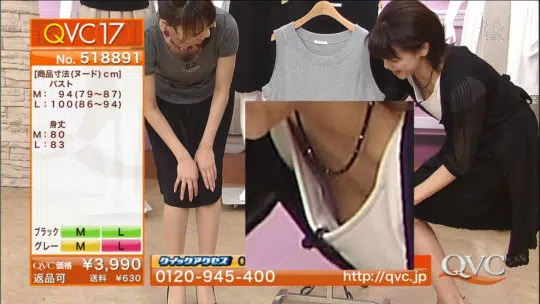 QVC17
No. 518891
[商品寸法(ヌード)cm]
バスト
M: 94(79~87)
L:100(86~94)
身丈
M:80
L:83
ブラック M L
グレー M L
QVC価格 ¥3,990
返品可 送料 ¥630
クイックアクセス 0
0120-945-400
http://qvc.jp
QVC